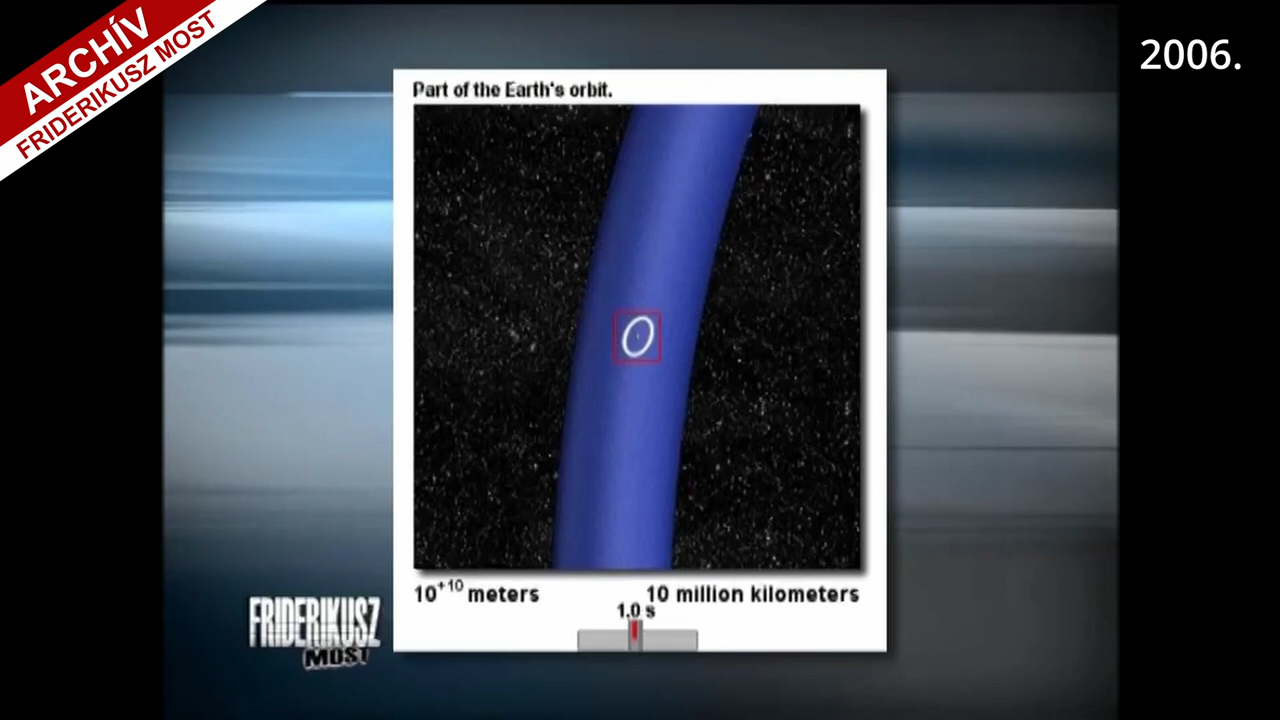 ARCHÍV
FRIDERIKUSZ MOST
2006.
Part of the Earth's orbit.
10+10 meters
10 million kilometers
1.0 s
FRIDERIKUSZ
MOST